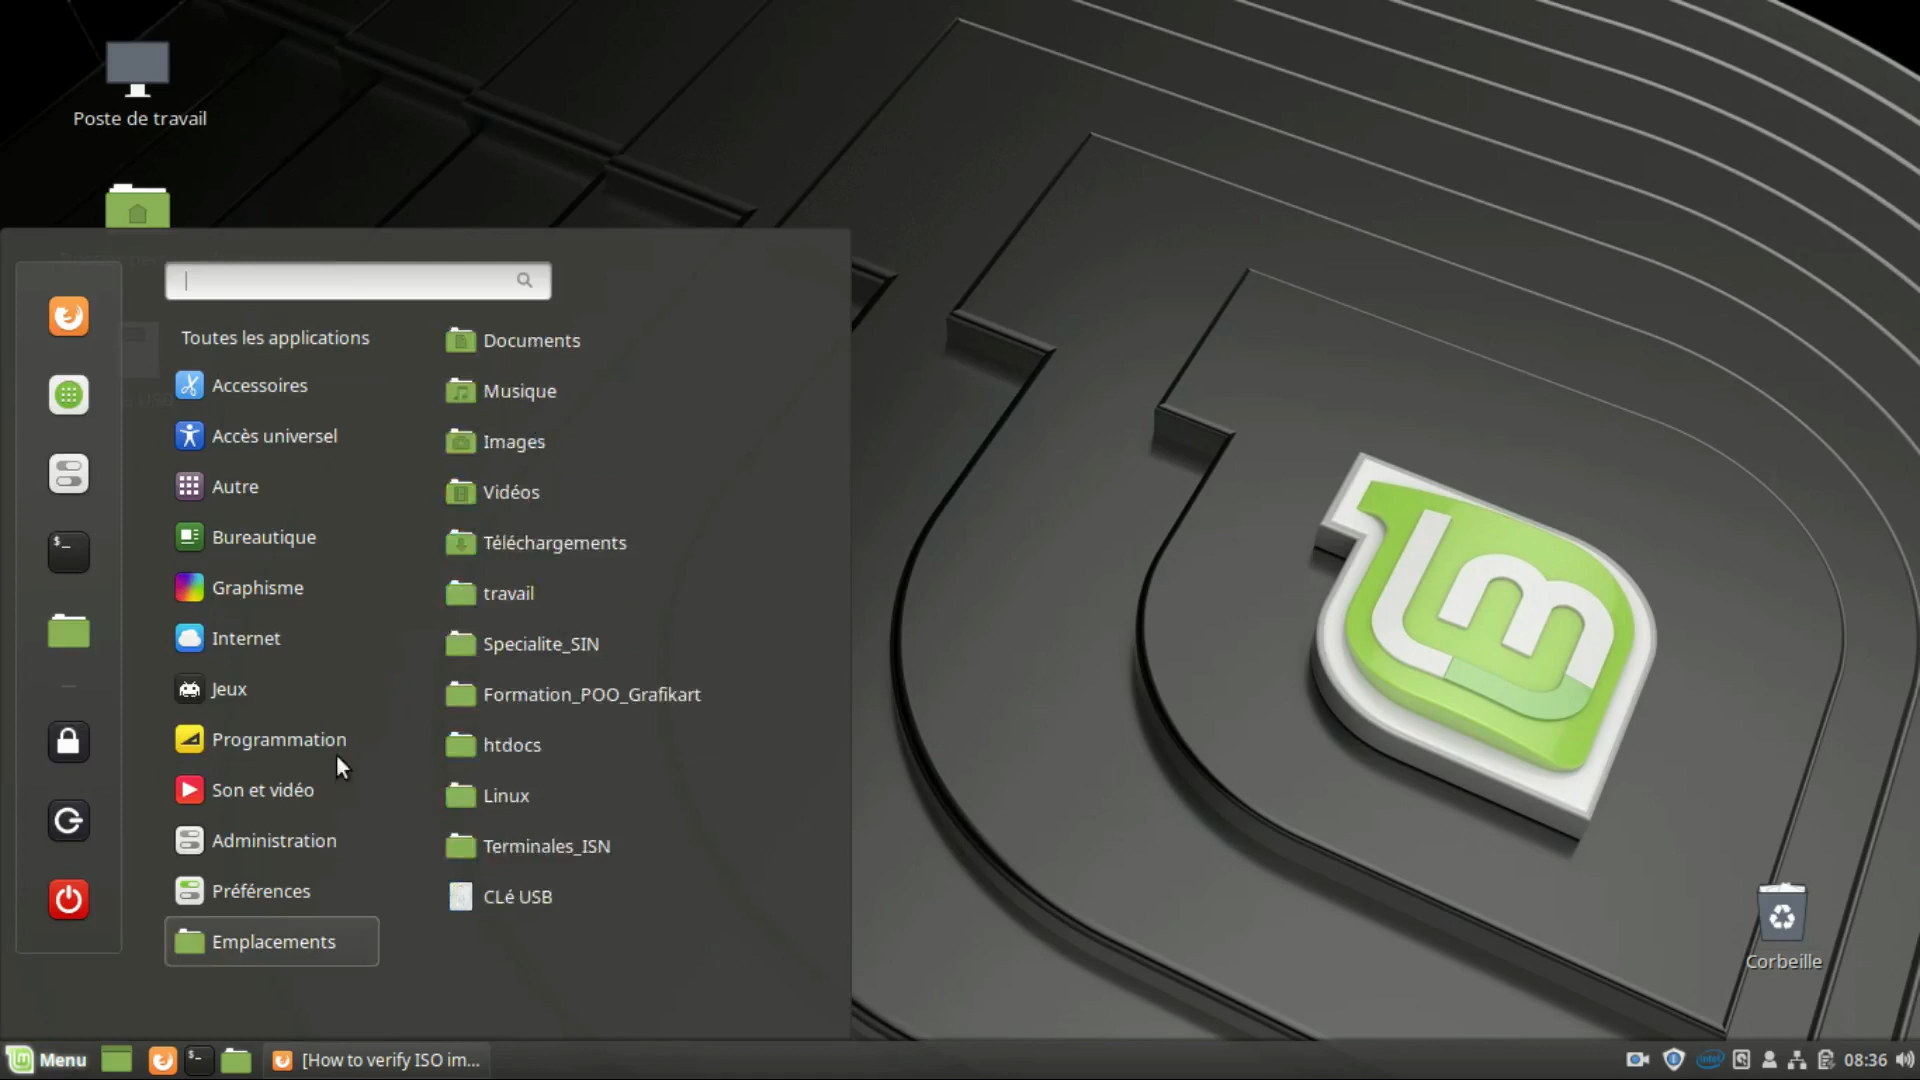 Poste de travail
Toutes les applications
Accessoires
Accès universel
Autre
Bureautique
Graphisme
Internet
Jeux
Programmation
Son et vidéo
Administration
Préférences
Emplacements
Documents
Musique
Images
Vidéos
Téléchargements
travail
Specialite_SIN
Formation_POO_Grafikart
htdocs
Linux
Terminales_ISN
CLé USB
Corbeille
Menu
[How to verify ISO im...
08:36